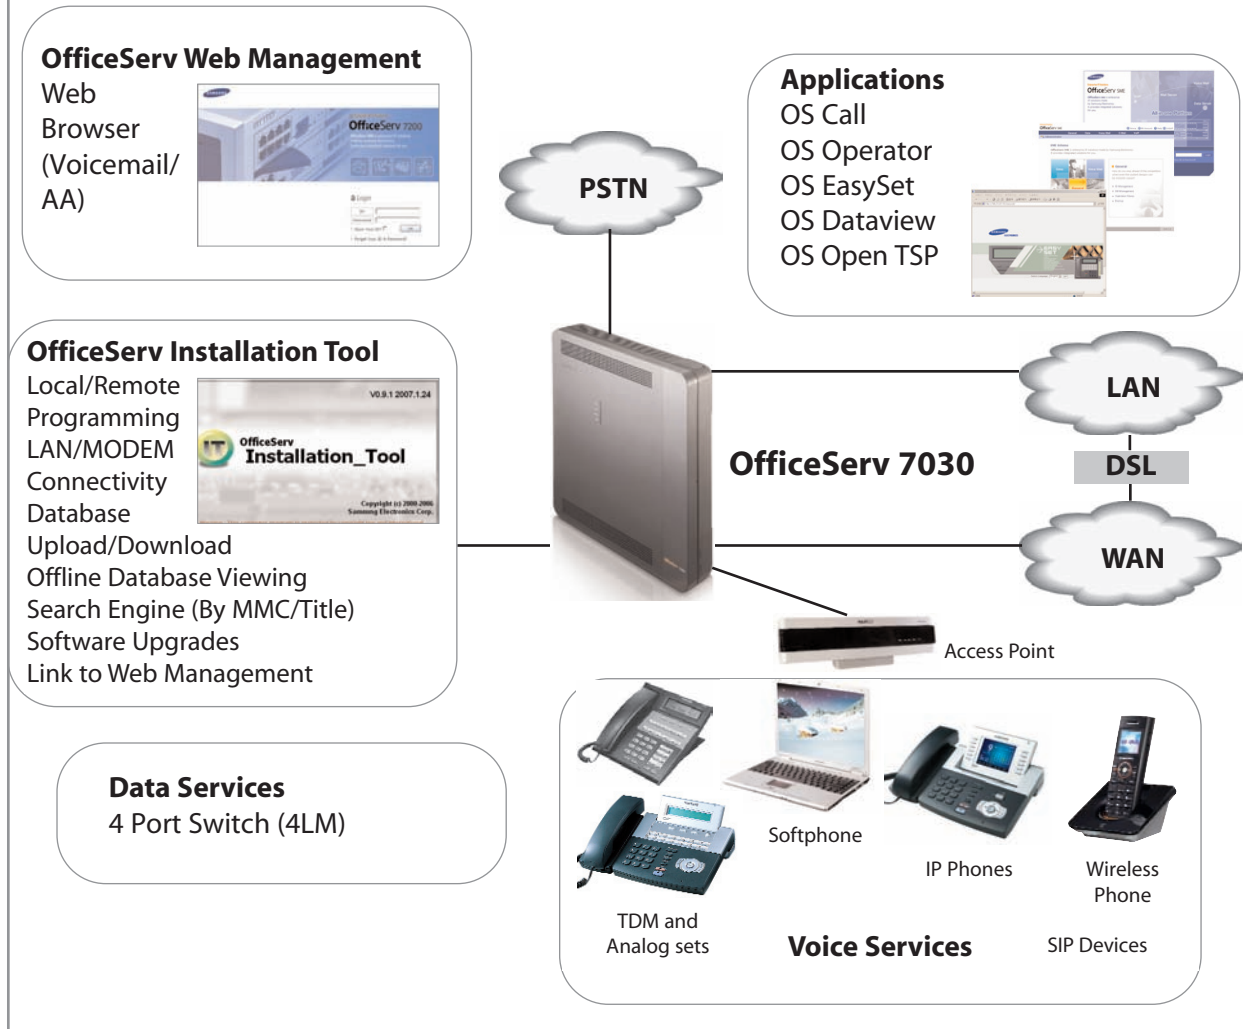 OfficeServ Web Management
Web
Browser
(Voicemail/
AA)
SAMSUNG
OfficeServ 7200
Login
PSTN
Applications
OS Call
OS Operator
OS EasySet
OS Dataview
OS Open TSP
OfficeServ Installation Tool
Local/Remote
Programming
LAN/MODEM
Connectivity
Database
Upload/Download
Offline Database Viewing
Search Engine (By MMC/Title)
Software Upgrades
Link to Web Management
V0.9.1 2007.1.24
IT
OfficeServ
Installation_Tool
Copyright (c) 2000-2006
Samsung Electronics Corp.
OfficeServ 7030
LAN
DSL
WAN
Access Point
Data Services
4 Port Switch (4LM)
Softphone
IP Phones
Wireless
Phone
TDM and
Analog sets
Voice Services
SIP Devices